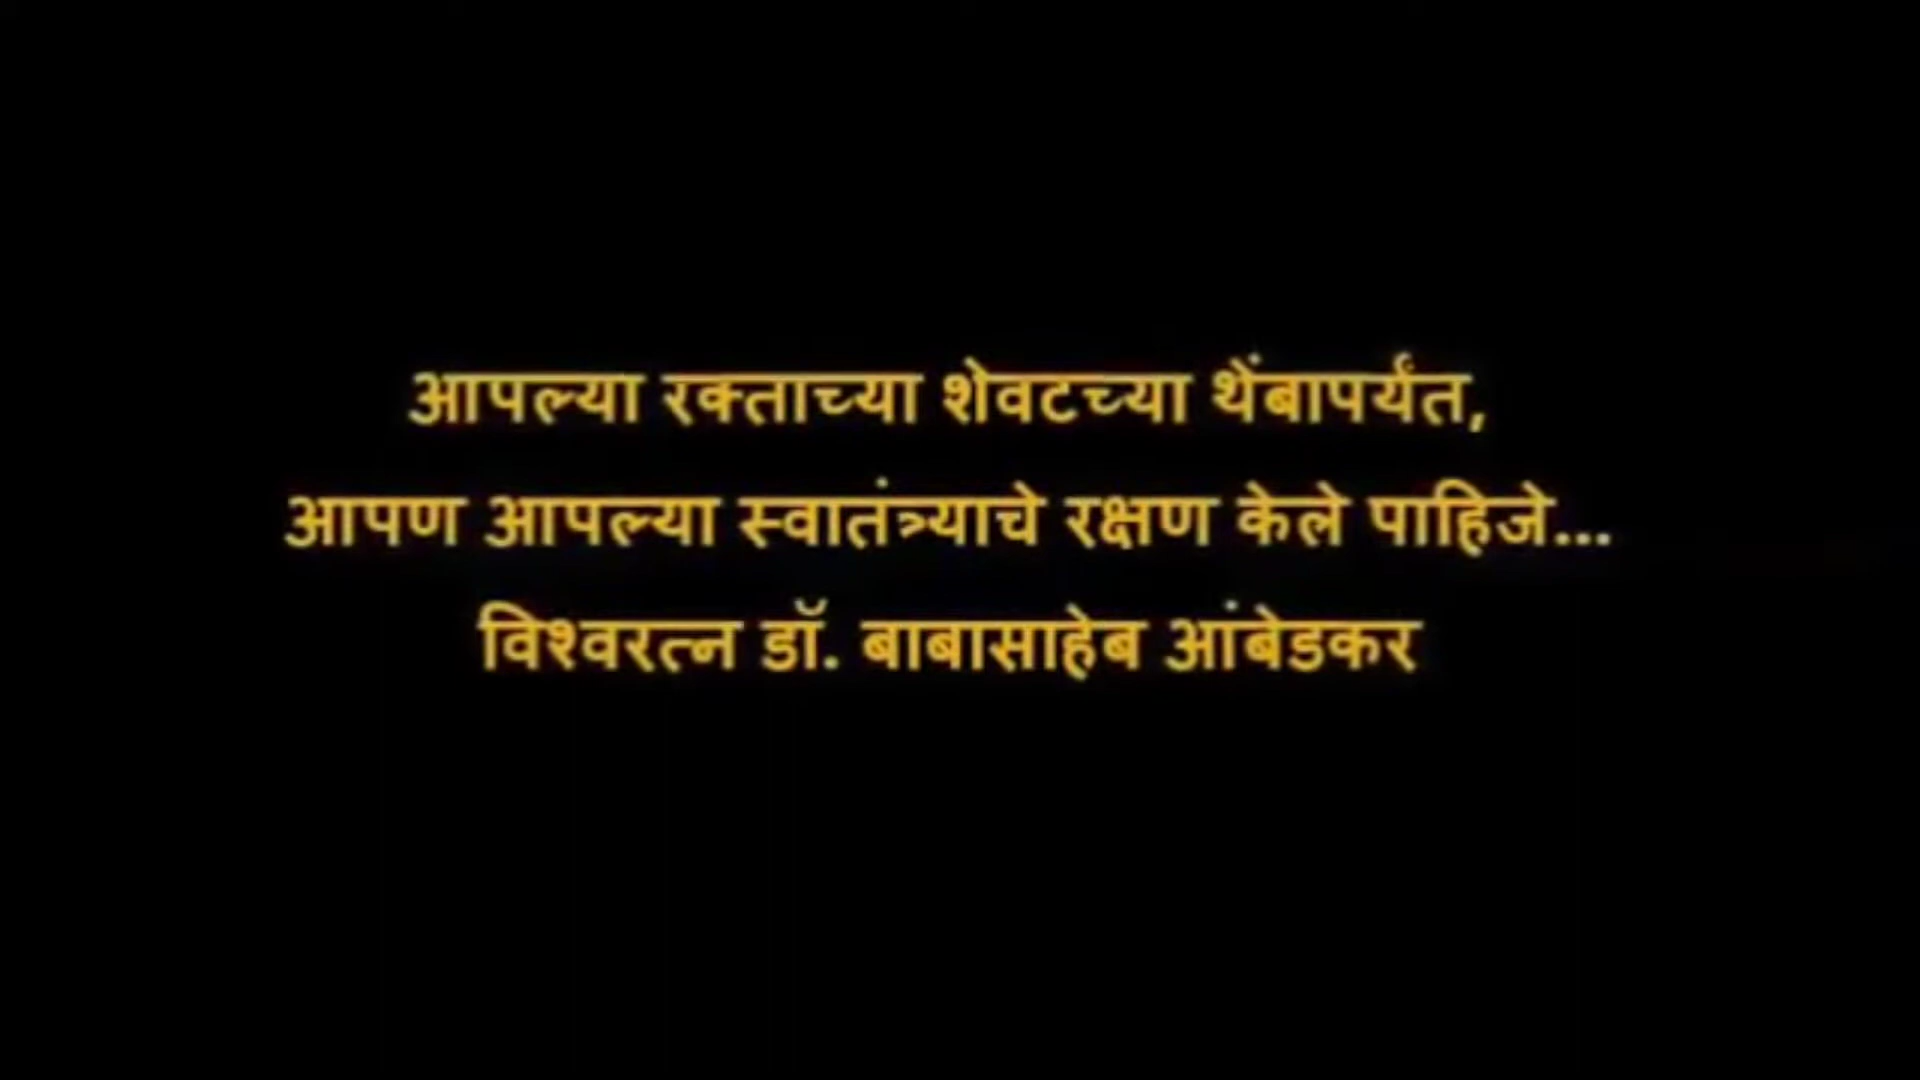 आपल्या रक्ताच्या शेवटच्या थेंबापर्यंत,
आपण आपल्या स्वातंत्र्याचे रक्षण केले पाहिजे...
विश्वरत्न डॉ. बाबासाहेब आंबेडकर